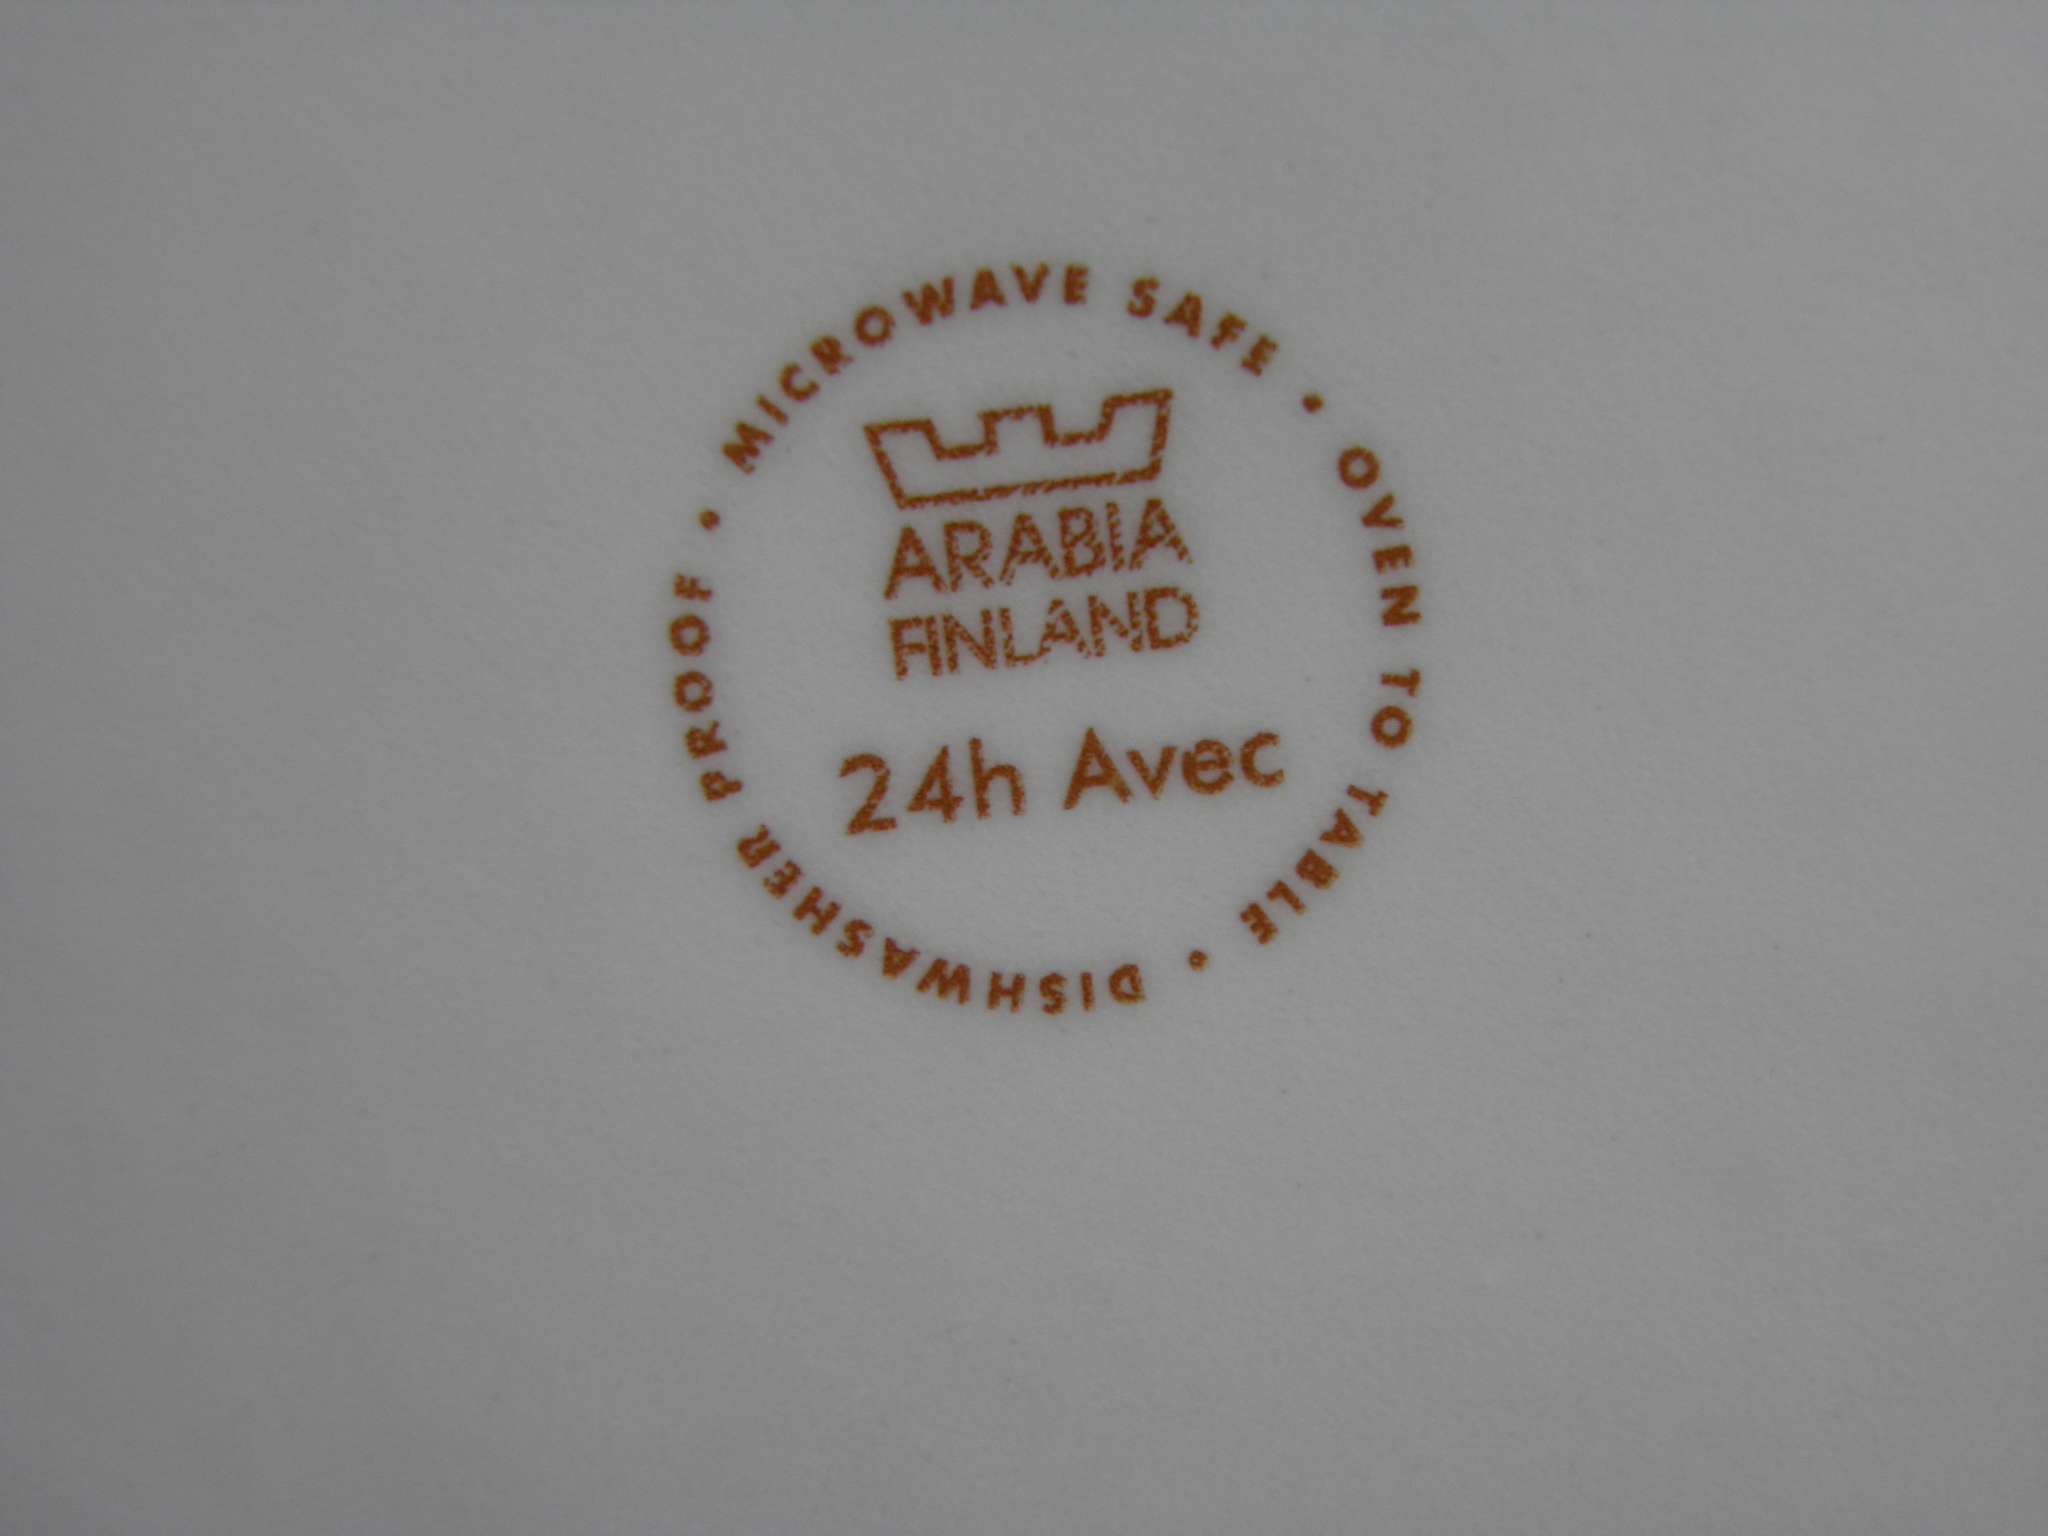 MICROWAVE SAFE • OVEN TO TABLE • DISHWASHER PROOF •
ARABIA
FINLAND
24h Avec